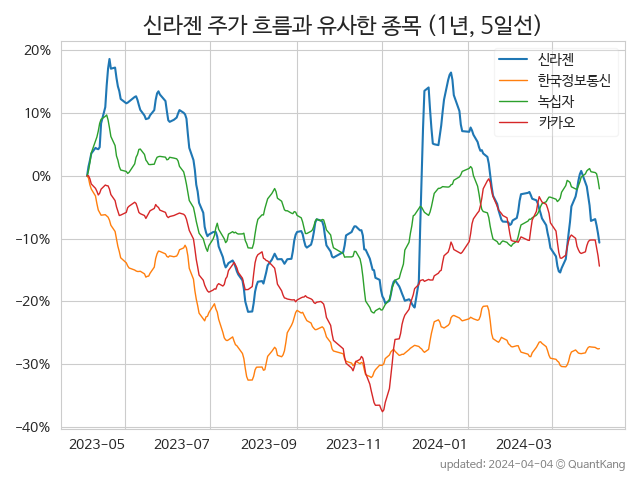 신라젠 주가 흐름과 유사한 종목 (1년, 5일선)
신라젠
한국정보통신
녹십자
카카오
20%
10%
0%
−10%
−20%
−30%
−40%
2023-05 2023-07 2023-09 2023-11 2024-01 2024-03
updated: 2024-04-04 © QuantKang